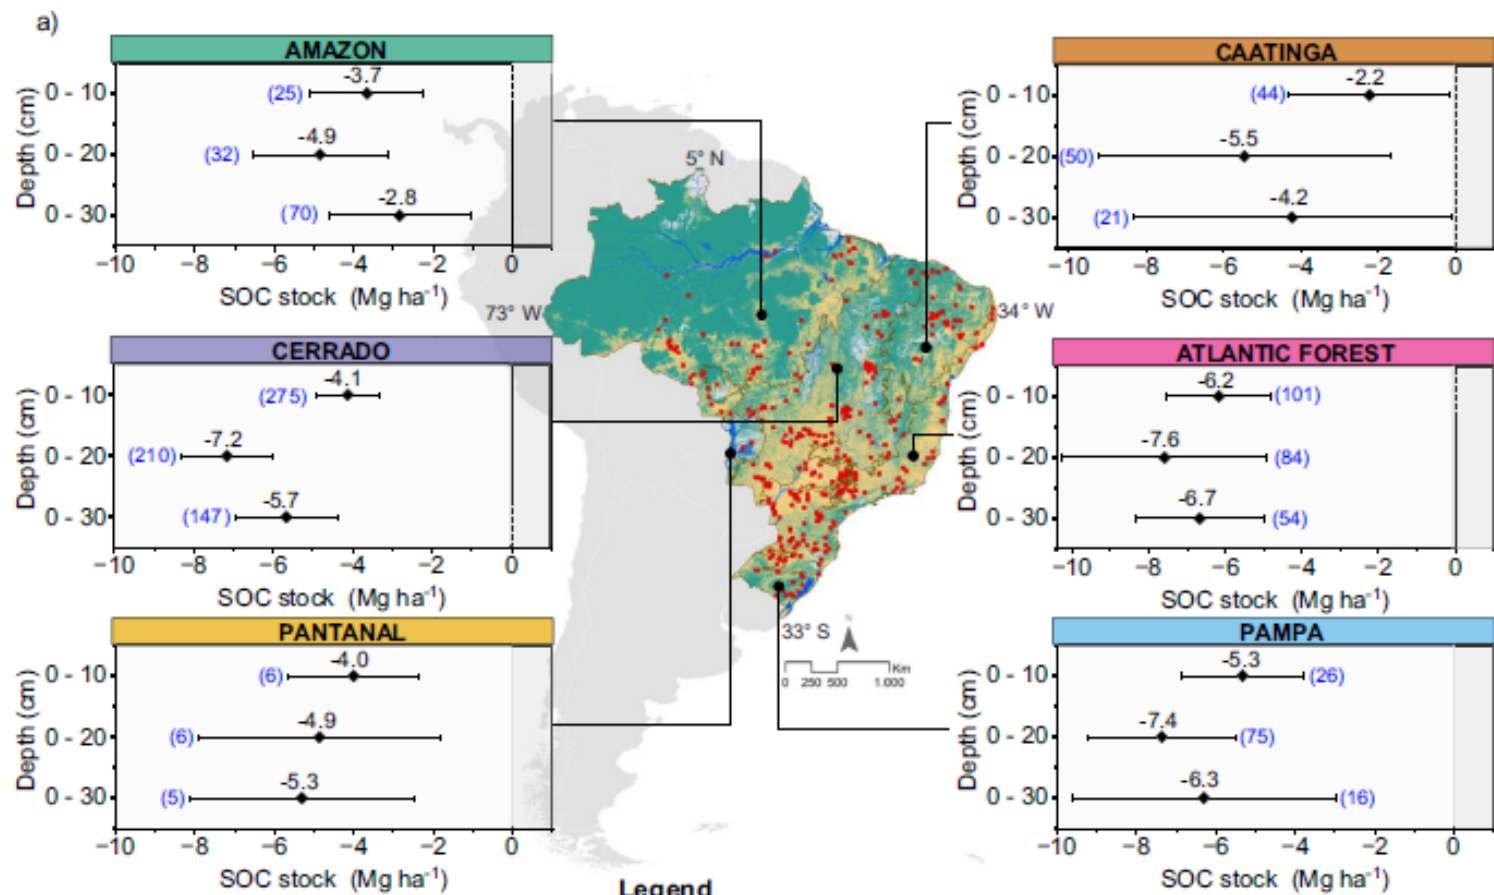 a)
AMAZON
Depth (cm)
0 - 10
(25)
-3.7
0 - 20
(32)
-4.9
0 - 30
(70)
-2.8
−10 −8 −6 −4 −2 0
SOC stock (Mg ha⁻¹)
CERRADO
Depth (cm)
0 - 10
(275)
-4.1
0 - 20
(210)
-7.2
0 - 30
(147)
-5.7
−10 −8 −6 −4 −2 0
SOC stock (Mg ha⁻¹)
PANTANAL
Depth (cm)
0 - 10
(6)
-4.0
0 - 20
(6)
-4.9
0 - 30
(5)
-5.3
−10 −8 −6 −4 −2 0
SOC stock (Mg ha⁻¹)
5° N
73° W
34° W
33° S
N
Km
0 250 500 1.000
Legend
CAATINGA
Depth (cm)
0 - 10
(44)
-2.2
0 - 20
(50)
-5.5
0 - 30
(21)
-4.2
−10 −8 −6 −4 −2 0
SOC stock (Mg ha⁻¹)
ATLANTIC FOREST
Depth (cm)
0 - 10
-6.2
(101)
0 - 20
-7.6
(84)
0 - 30
-6.7
(54)
−10 −8 −6 −4 −2 0
SOC stock (Mg ha⁻¹)
PAMPA
Depth (cm)
0 - 10
-5.3
(26)
0 - 20
-7.4
(75)
0 - 30
-6.3
(16)
−10 −8 −6 −4 −2 0
SOC stock (Mg ha⁻¹)